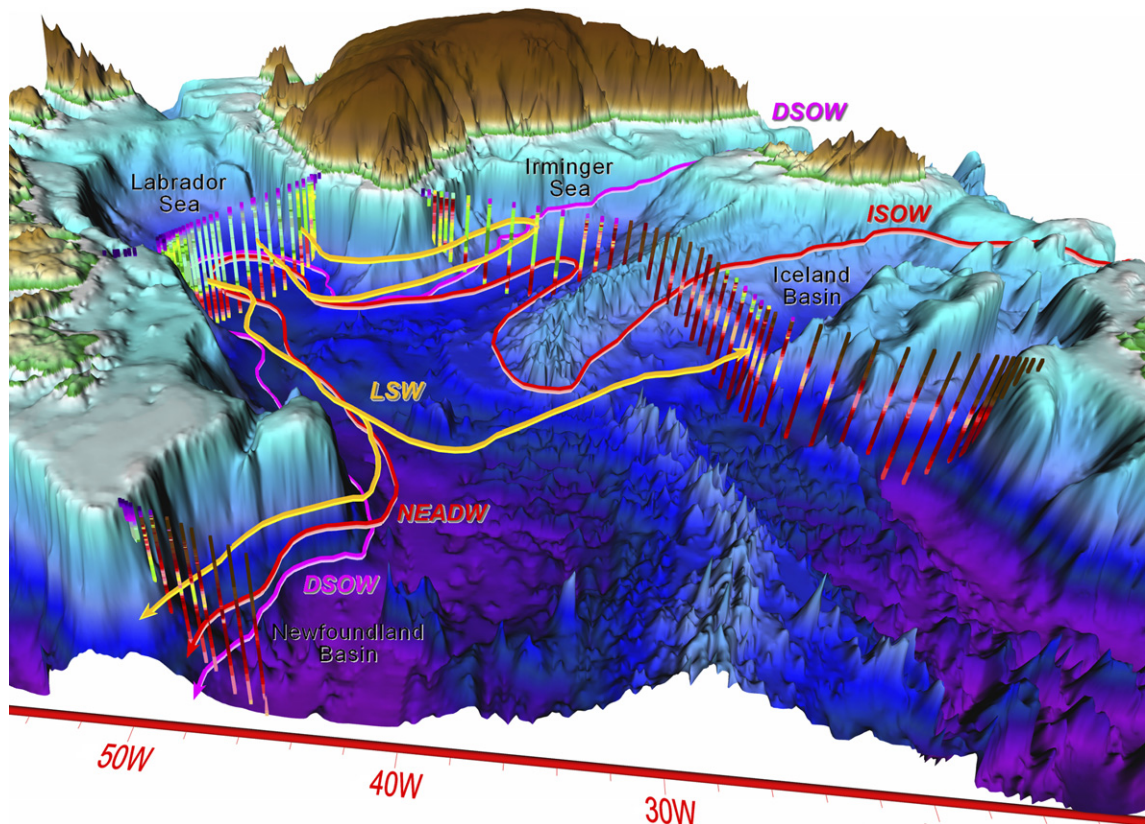 DSOW
Labrador
Sea
Irminger
Sea
ISOW
Iceland
Basin
LSW
NEADW
DSOW
Newfoundland
Basin
50W
40W
30W